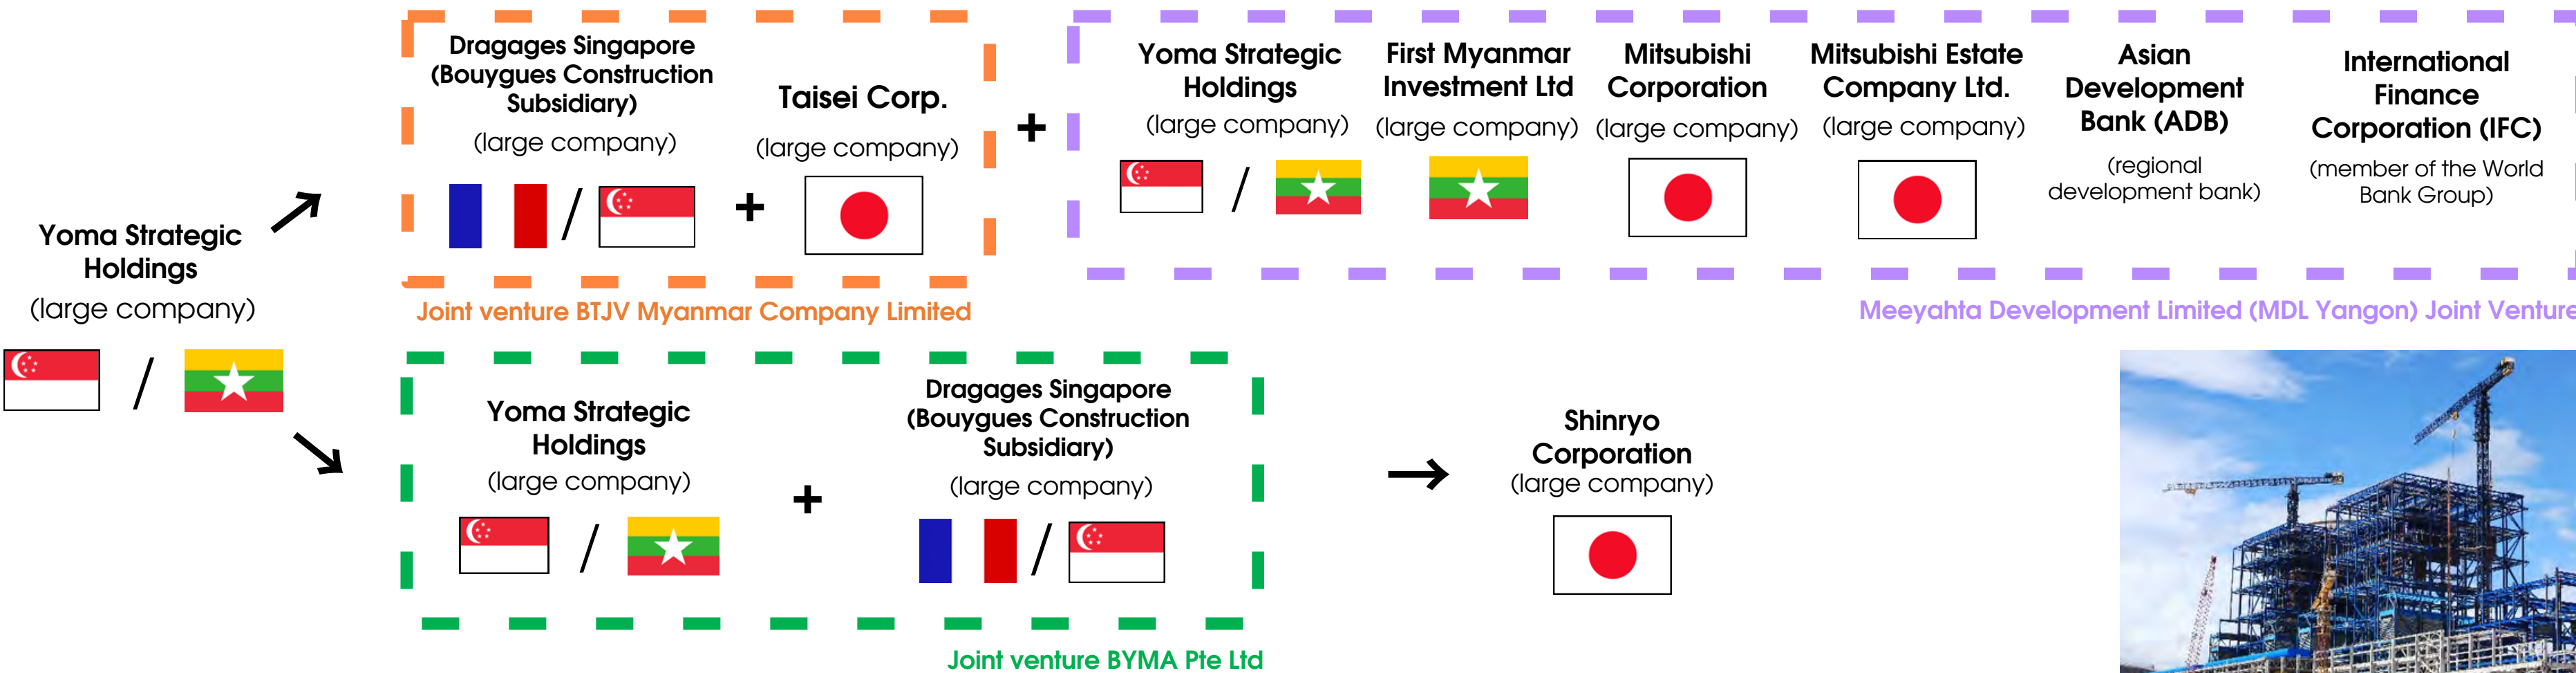 Yoma Strategic
Holdings
(large company)
Dragages Singapore
(Bouygues Construction
Subsidiary)
(large company)
+
Taisei Corp.
(large company)
Joint venture BTJV Myanmar Company Limited
+
Yoma Strategic
Holdings
(large company)
First Myanmar
Investment Ltd
(large company)
Mitsubishi
Corporation
(large company)
Mitsubishi Estate
Company Ltd.
(large company)
Asian
Development
Bank (ADB)
(regional
development bank)
International
Finance
Corporation (IFC)
(member of the World
Bank Group)
Meeyahta Development Limited (MDL Yangon) Joint Venture
Yoma Strategic
Holdings
(large company)
+
Dragages Singapore
(Bouygues Construction
Subsidiary)
(large company)
Joint venture BYMA Pte Ltd
Shinryo
Corporation
(large company)